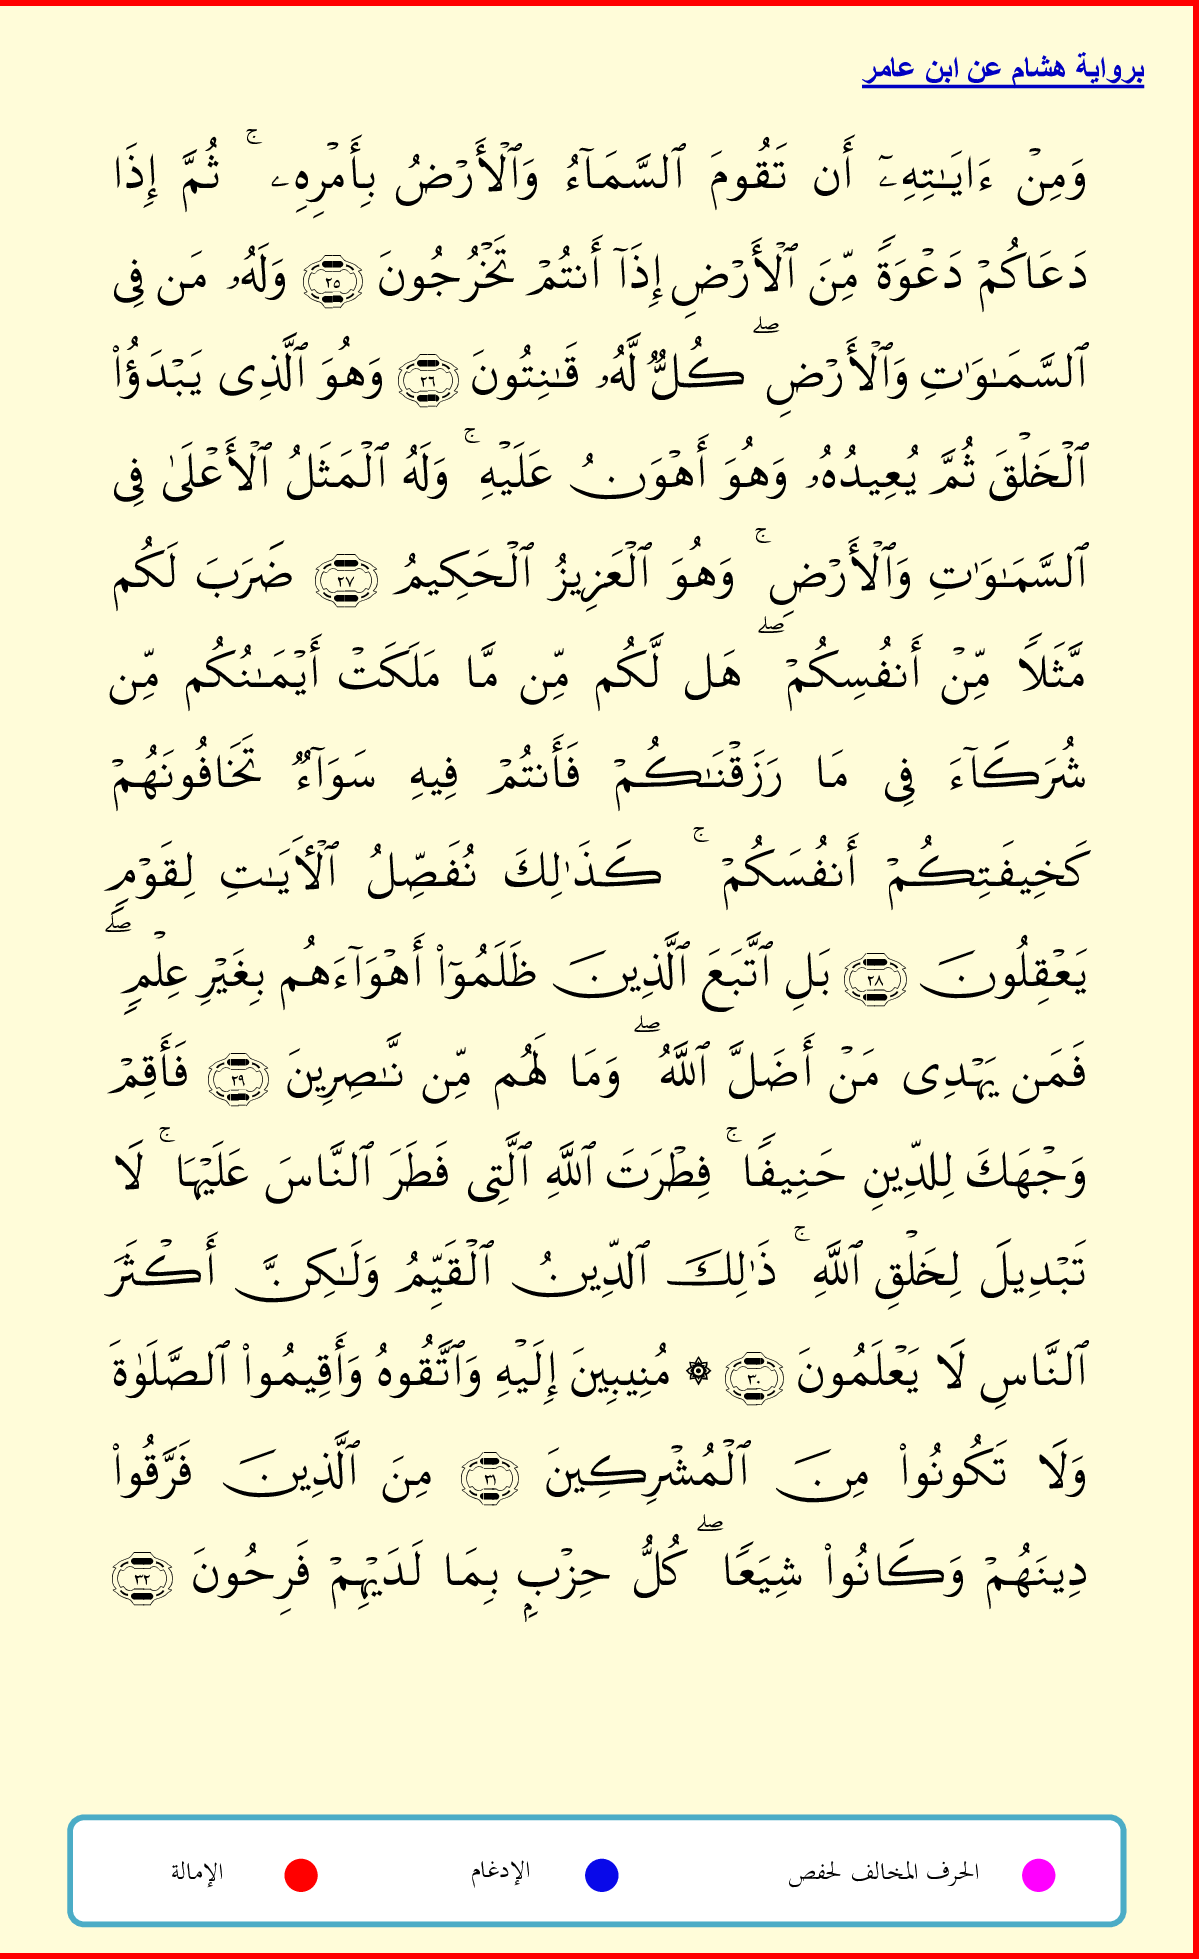 برواية هشام عن ابن عامر
وَمِنۡ ءَايَـٰتِهِۦٓ أَن تَقُومَ ٱلسَّمَآءُ وَٱلۡأَرۡضُ بِأَمۡرِهِۦ ۚ ثُمَّ إِذَا
دَعَاكُمۡ دَعۡوَةً مِّنَ ٱلۡأَرۡضِ إِذَآ أَنتُمۡ تَخۡرُجُونَ ٢٥ وَلَهُۥ مَن فِى
ٱلسَّمَـٰوَٰتِ وَٱلۡأَرۡضِ ۖ كُلٌّ لَّهُۥ قَـٰنِتُونَ ٢٦ وَهُوَ ٱلَّذِى يَبۡدَؤُا۟
ٱلۡخَلۡقَ ثُمَّ يُعِيدُهُۥ وَهُوَ أَهۡوَنُ عَلَيۡهِ ۚ وَلَهُ ٱلۡمَثَلُ ٱلۡأَعۡلَىٰ فِى
ٱلسَّمَـٰوَٰتِ وَٱلۡأَرۡضِ ۚ وَهُوَ ٱلۡعَزِيزُ ٱلۡحَكِيمُ ٢٧ ضَرَبَ لَكُم
مَّثَلًا مِّنۡ أَنفُسِكُمۡ ۖ هَل لَّكُم مِّن مَّا مَلَكَتۡ أَيۡمَـٰنُكُم مِّن
شُرَكَآءَ فِى مَا رَزَقۡنَـٰكُمۡ فَأَنتُمۡ فِيهِ سَوَآءٌ تَخَافُونَهُمۡ
كَخِيفَتِكُمۡ أَنفُسَكُمۡ ۚ كَذَٰلِكَ نُفَصِّلُ ٱلۡأَيَـٰتِ لِقَوۡمٍ
يَعۡقِلُونَ ٢٨ بَلِ ٱتَّبَعَ ٱلَّذِينَ ظَلَمُوٓا۟ أَهۡوَآءَهُم بِغَيۡرِ عِلۡمٍ ۖ
فَمَن يَهۡدِى مَنۡ أَضَلَّ ٱللَّهُ ۖ وَمَا لَهُم مِّن نَّـٰصِرِينَ ٢٩ فَأَقِمۡ
وَجۡهَكَ لِلدِّينِ حَنِيفًا ۚ فِطۡرَتَ ٱللَّهِ ٱلَّتِى فَطَرَ ٱلنَّاسَ عَلَيۡهَا ۚ لَا
تَبۡدِيلَ لِخَلۡقِ ٱللَّهِ ۚ ذَٰلِكَ ٱلدِّينُ ٱلۡقَيِّمُ وَلَـٰكِنَّ أَكۡثَرَ
ٱلنَّاسِ لَا يَعۡلَمُونَ ٣٠ ۞ مُنِيبِينَ إِلَيۡهِ وَٱتَّقُوهُ وَأَقِيمُوا۟ ٱلصَّلَوٰةَ
وَلَا تَكُونُوا۟ مِنَ ٱلۡمُشۡرِكِينَ ٣١ مِنَ ٱلَّذِينَ فَرَّقُوا۟
دِينَهُمۡ وَكَانُوا۟ شِيَعًا ۖ كُلُّ حِزۡبٍۭ بِمَا لَدَيۡهِمۡ فَرِحُونَ ٣٢
الحرف المخالف لحفص الإدغام الإمالة